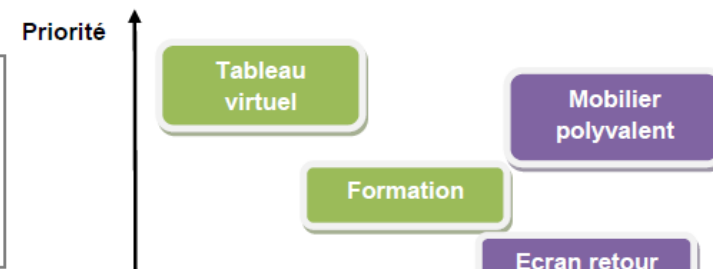 Priorité
Tableau
virtuel
Mobilier
polyvalent
Formation
Ecran retour